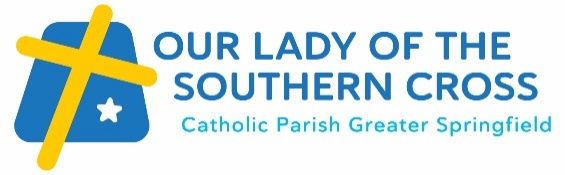 OUR LADY OF THE
SOUTHERN CROSS
Catholic Parish Greater Springfield